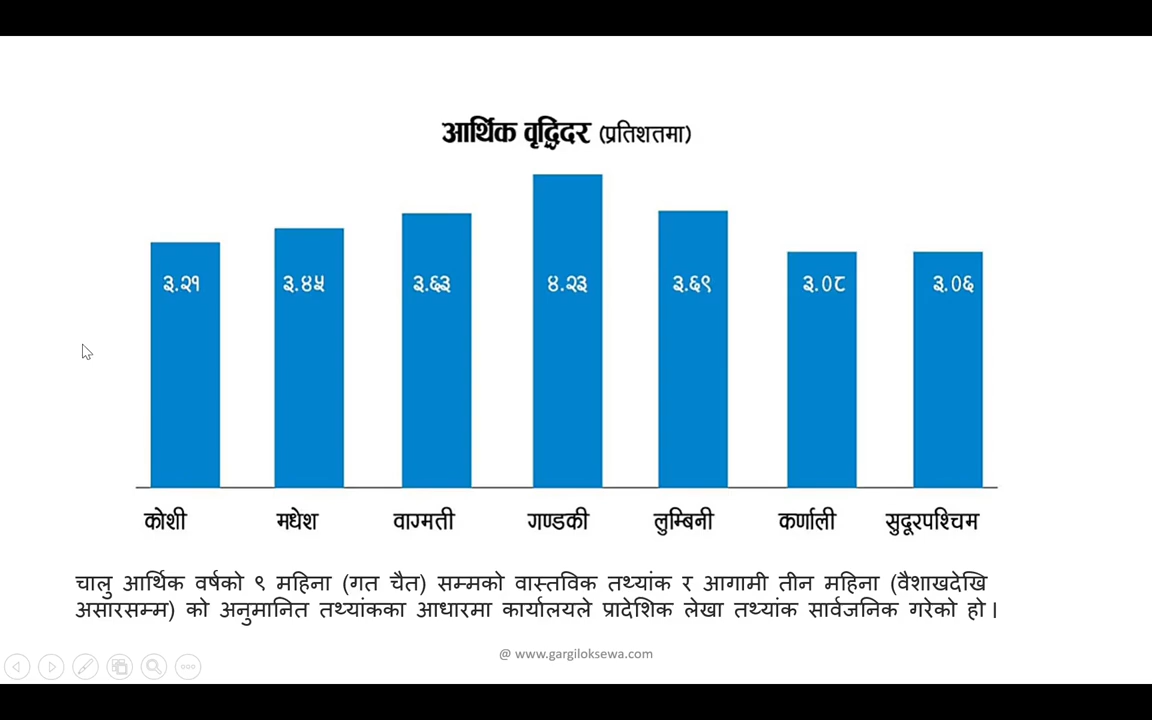 आर्थिक वृद्धिदर (प्रतिशतमा)
३.२१ ३.४५ ३.६३ ४.२३ ३.६९ ३.०८ ३.०६
कोशी मधेश वाग्मती गण्डकी लुम्बिनी कर्णाली सुदूरपश्चिम
चालु आर्थिक वर्षको ९ महिना (गत चैत) सम्मको वास्तविक तथ्यांक र आगामी तीन महिना (वैशाखदेखि
असारसम्म) को अनुमानित तथ्यांकका आधारमा कार्यालयले प्रादेशिक लेखा तथ्यांक सार्वजनिक गरेको हो।
@ www.gargiloksewa.com